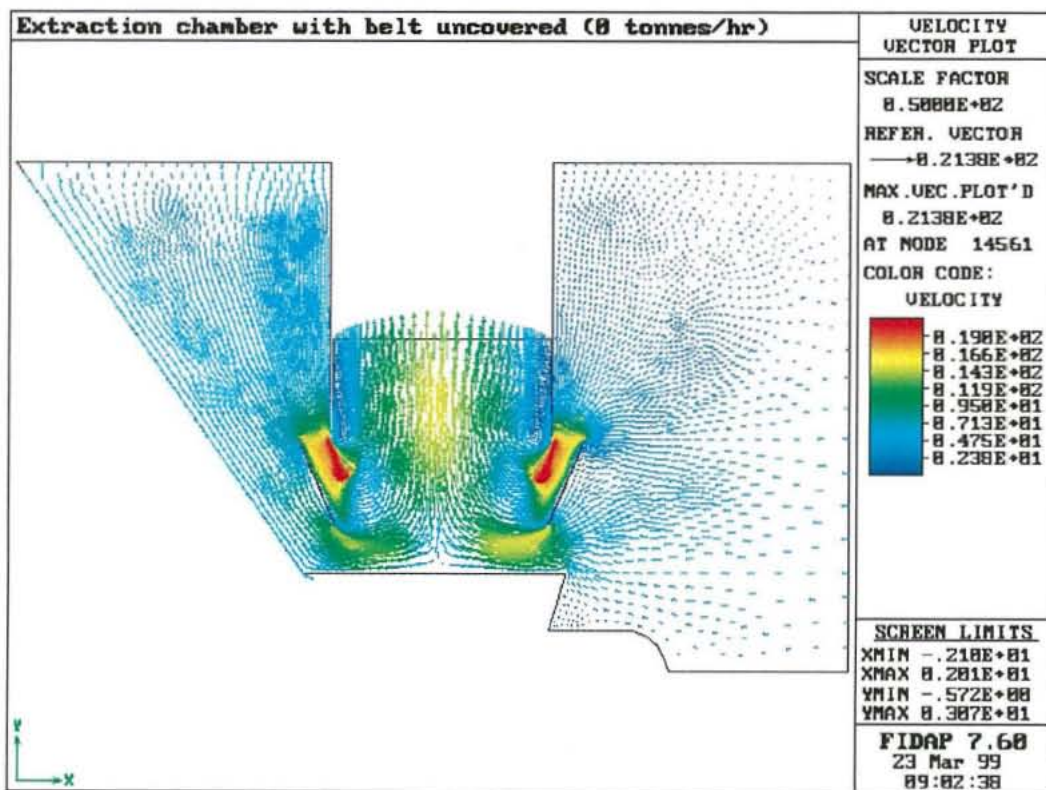 Extraction chamber with belt uncovered (0 tonnes/hr)
VELOCITY
VECTOR PLOT
SCALE FACTOR
0.5000E+02
REFER. VECTOR
0.2138E+02
MAX.VEC.PLOT'D
0.2138E+02
AT NODE 14561
COLOR CODE:
VELOCITY
0.190E+02
0.166E+02
0.143E+02
0.119E+02
0.950E+01
0.713E+01
0.475E+01
0.238E+01
SCREEN LIMITS
XMIN -.210E+01
XMAX 0.201E+01
YMIN -.572E+00
YMAX 0.307E+01
FIDAP 7.60
23 Mar 99
09:02:38
Y
X